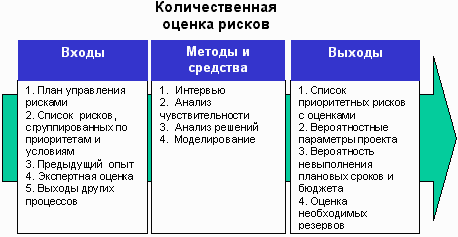 Количественная
оценка рисков
Входы
1. План управления
рисками
2. Список рисков,
сгруппированных по
приоритетам и
условиям
3. Предыдущий опыт
4. Экспертная оценка
5. Выходы других
процессов
Методы и
средства
1. Интервью
2. Анализ
чувствительности
3. Анализ решений
4. Моделирование
Выходы
1. Список
приоритетных рисков
с оценками
2. Вероятностные
параметры проекта
3. Вероятность
невыполнения
плановых сроков и
бюджета
4. Оценка
необходимых
резервов